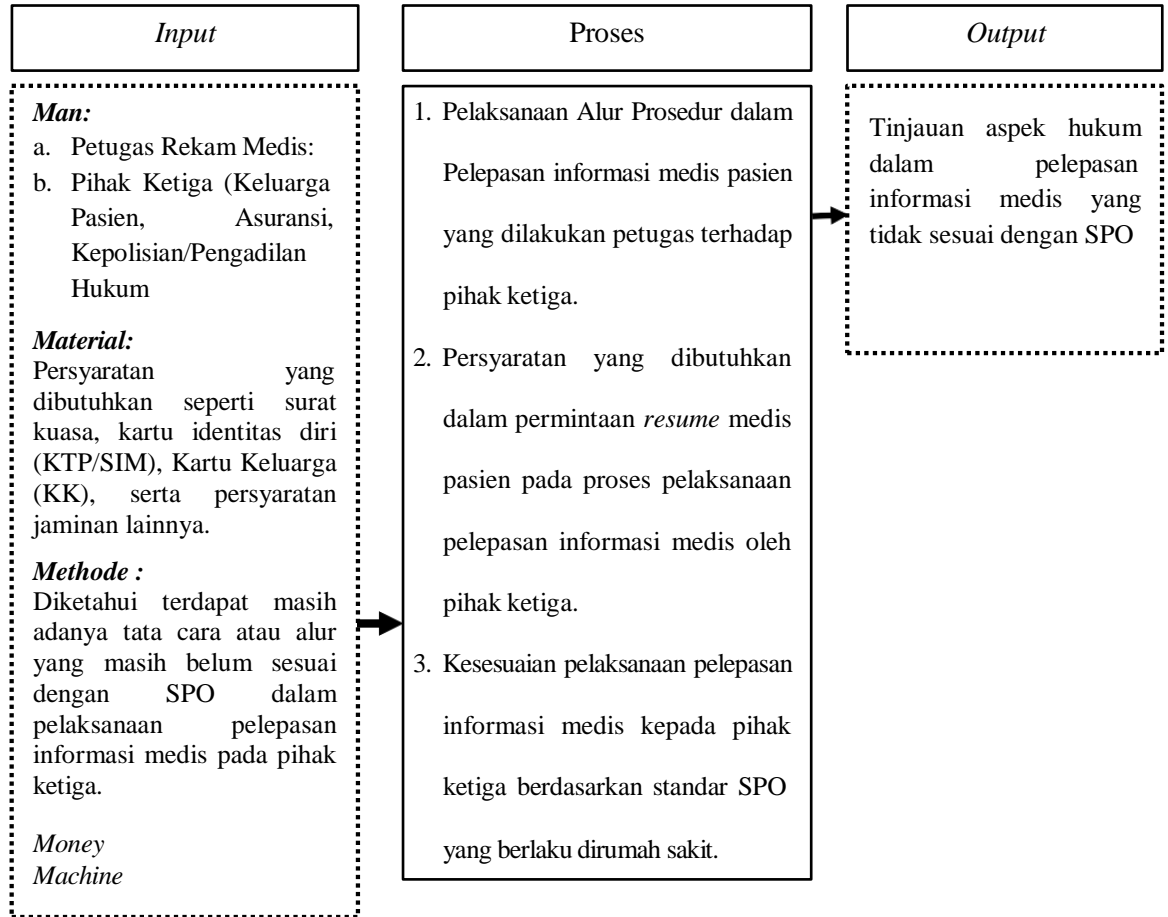 Input
Man:
a. Petugas Rekam Medis:
b. Pihak Ketiga (Keluarga
Pasien, Asuransi,
Kepolisian/Pengadilan
Hukum
Material:
Persyaratan yang
dibutuhkan seperti surat
kuasa, kartu identitas diri
(KTP/SIM), Kartu Keluarga
(KK), serta persyaratan
jaminan lainnya.
Methode :
Diketahui terdapat masih
adanya tata cara atau alur
yang masih belum sesuai
dengan SPO dalam
pelaksanaan pelepasan
informasi medis pada pihak
ketiga.
Money
Machine
Proses
1. Pelaksanaan Alur Prosedur dalam
Pelepasan informasi medis pasien
yang dilakukan petugas terhadap
pihak ketiga.
2. Persyaratan yang dibutuhkan
dalam permintaan resume medis
pasien pada proses pelaksanaan
pelepasan informasi medis oleh
pihak ketiga.
3. Kesesuaian pelaksanaan pelepasan
informasi medis kepada pihak
ketiga berdasarkan standar SPO
yang berlaku dirumah sakit.
Output
Tinjauan aspek hukum
dalam pelepasan
informasi medis yang
tidak sesuai dengan SPO